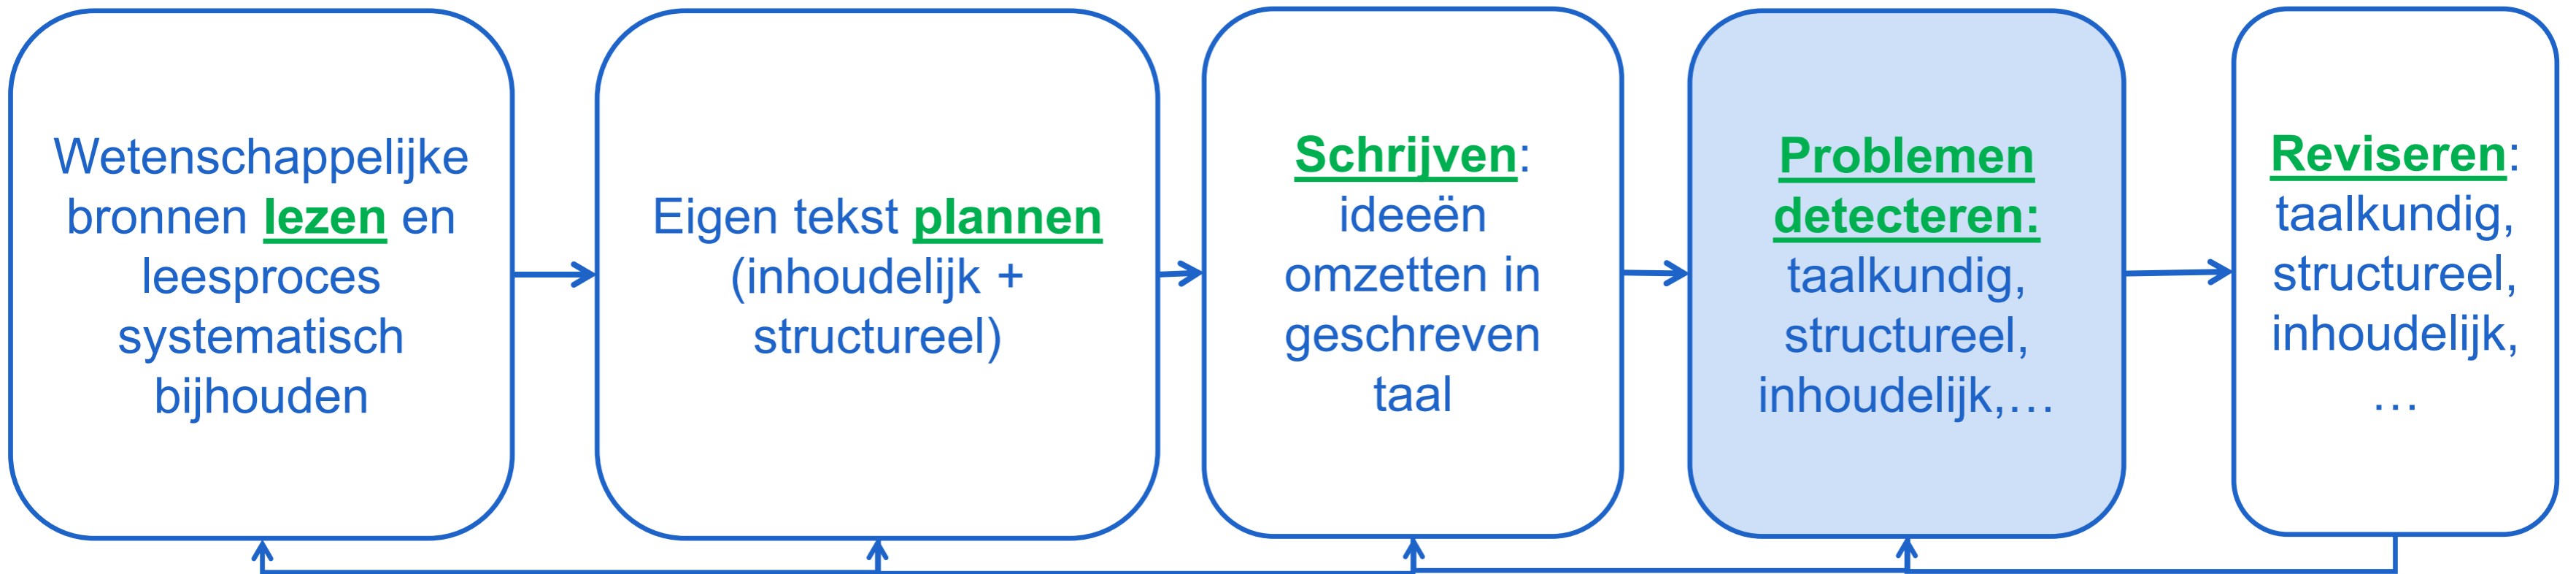 Wetenschappelijke
bronnen lezen en
leesproces
systematisch
bijhouden
Eigen tekst plannen
(inhoudelijk +
structureel)
Schrijven:
ideeën
omzetten in
geschreven
taal
Problemen
detecteren:
taalkundig,
structureel,
inhoudelijk,…
Reviseren:
taalkundig,
structureel,
inhoudelijk,
…